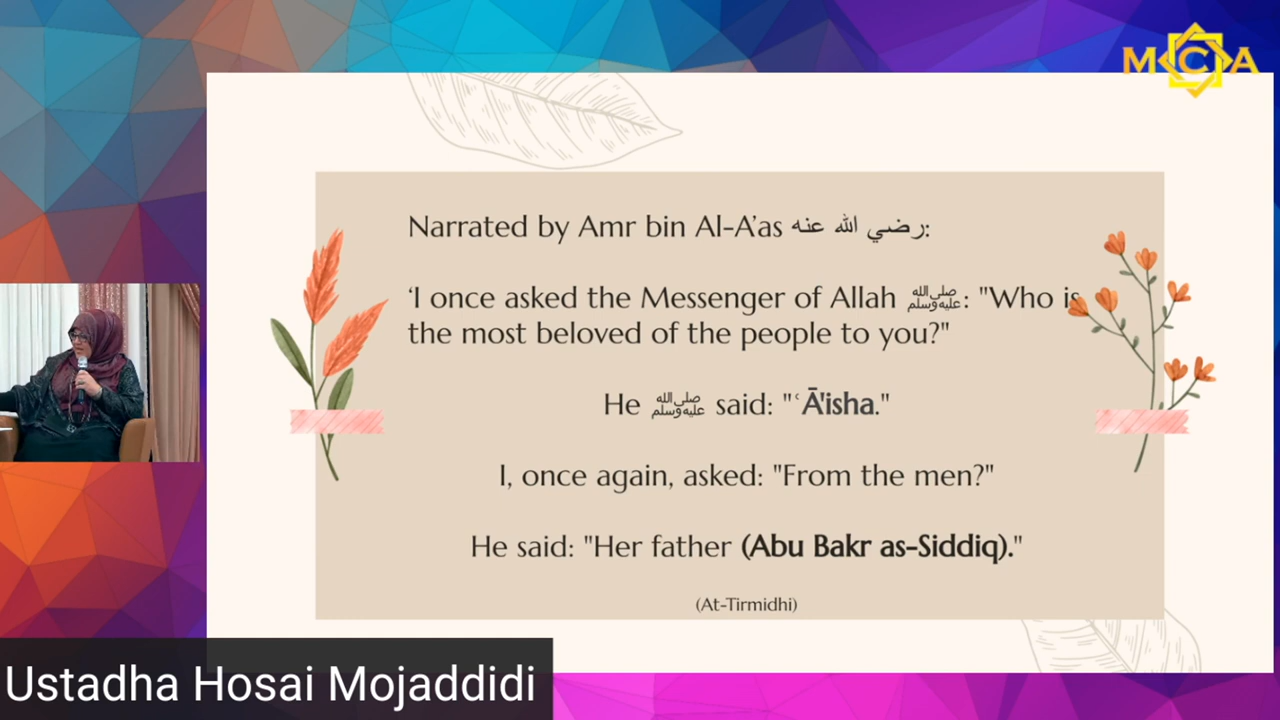 MCA
Narrated by Amr bin Al-A’as رضي الله عنه:
‘I once asked the Messenger of Allah ﷺ: "Who is
the most beloved of the people to you?"
He ﷺ said: "ʿĀ'isha."
I, once again, asked: "From the men?"
He said: "Her father (Abu Bakr as-Siddiq)."
(At-Tirmidhi)
Ustadha Hosai Mojaddidi